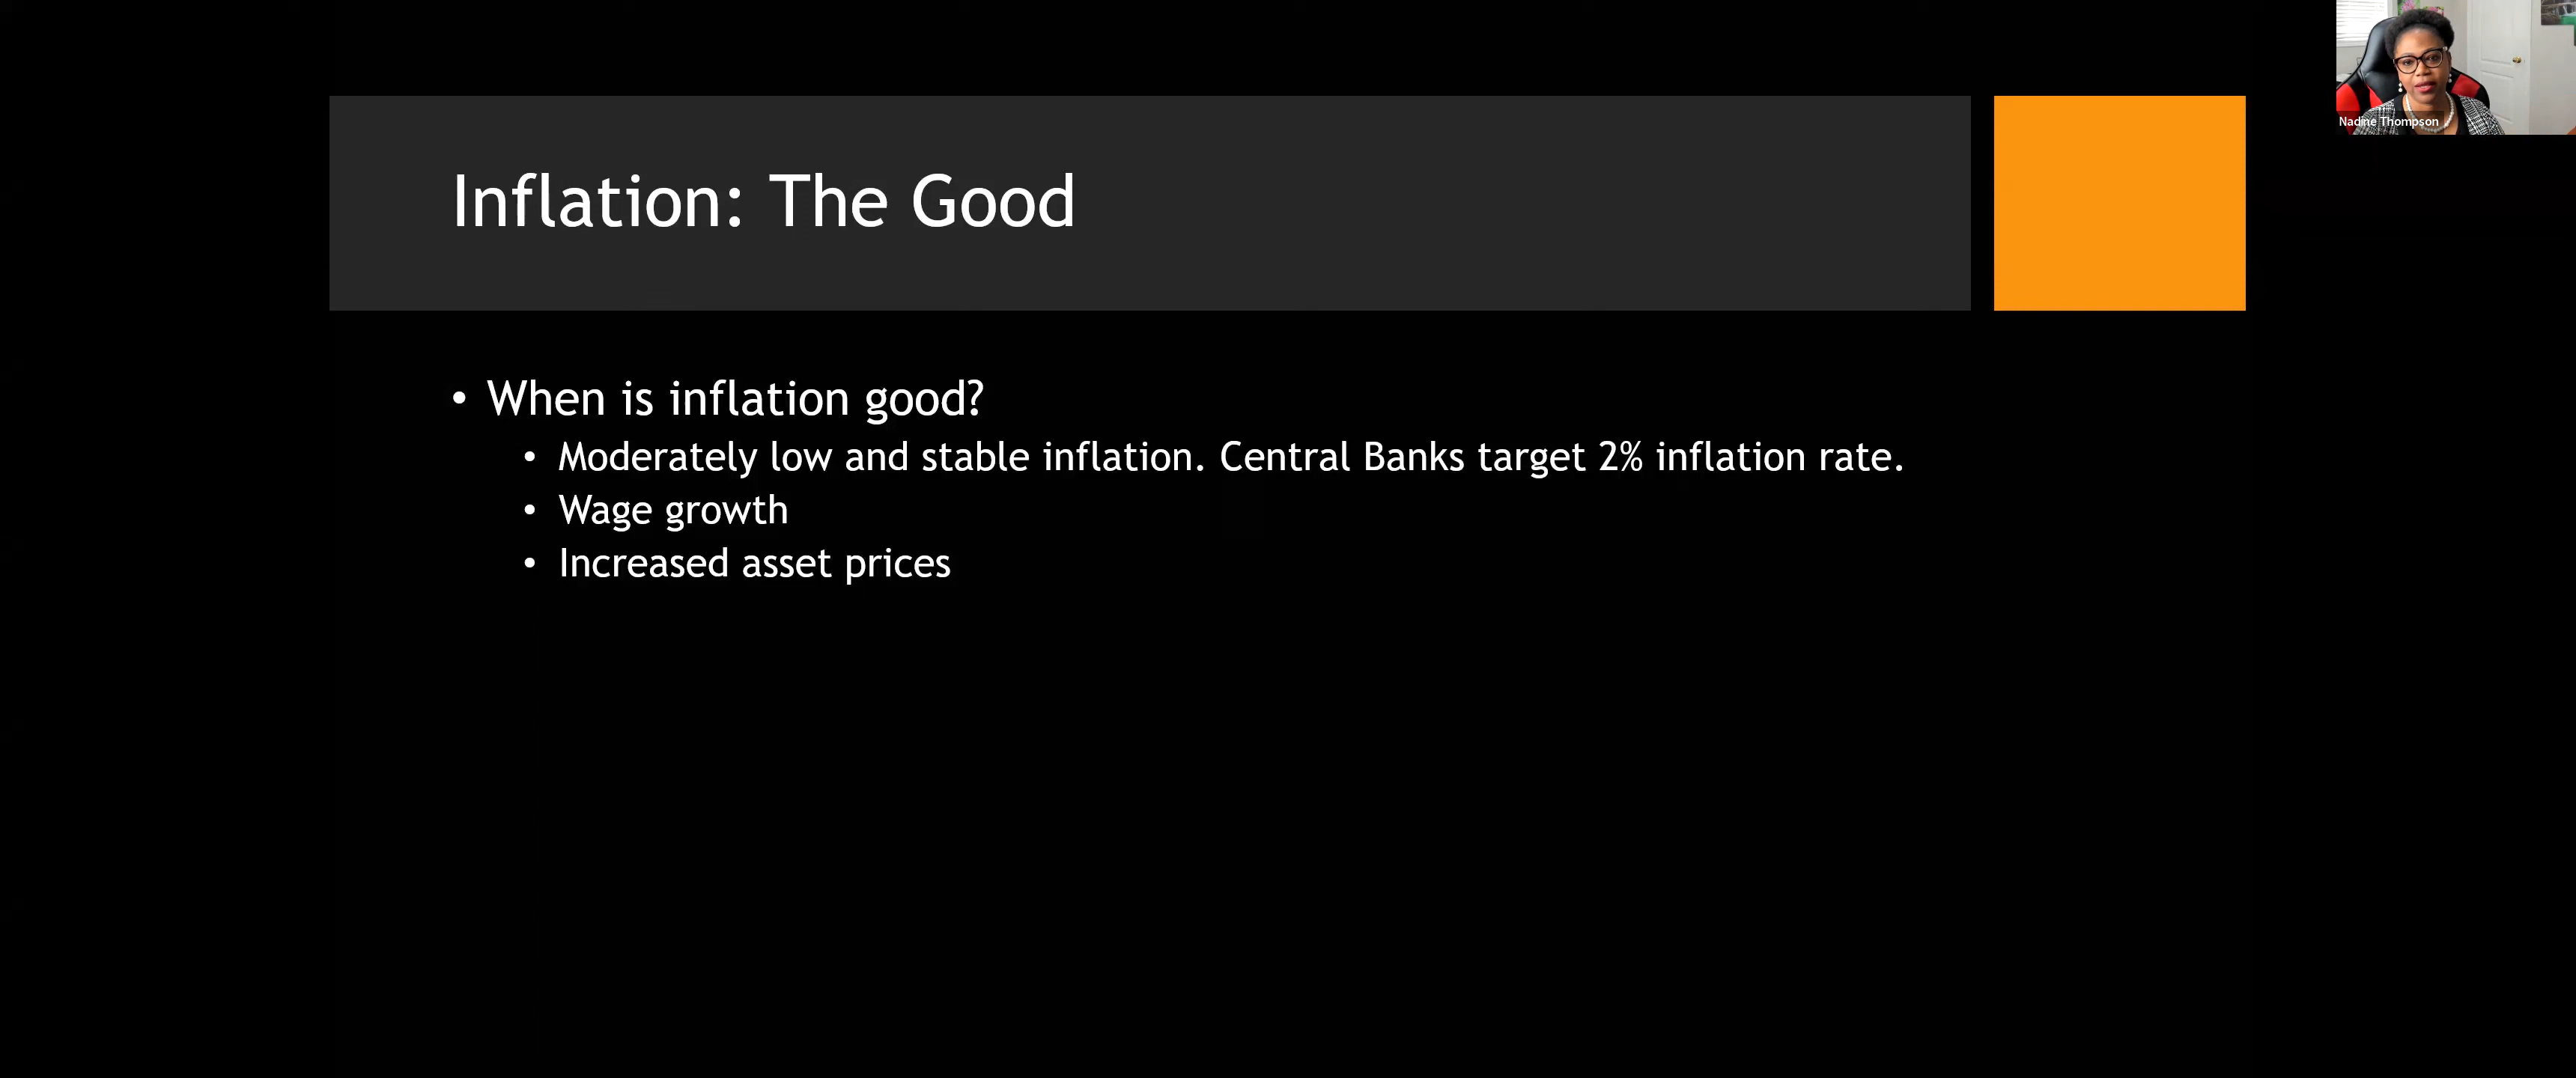 Inflation: The Good
• When is inflation good?
• Moderately low and stable inflation. Central Banks target 2% inflation rate.
• Wage growth
• Increased asset prices
Nadine Thompson